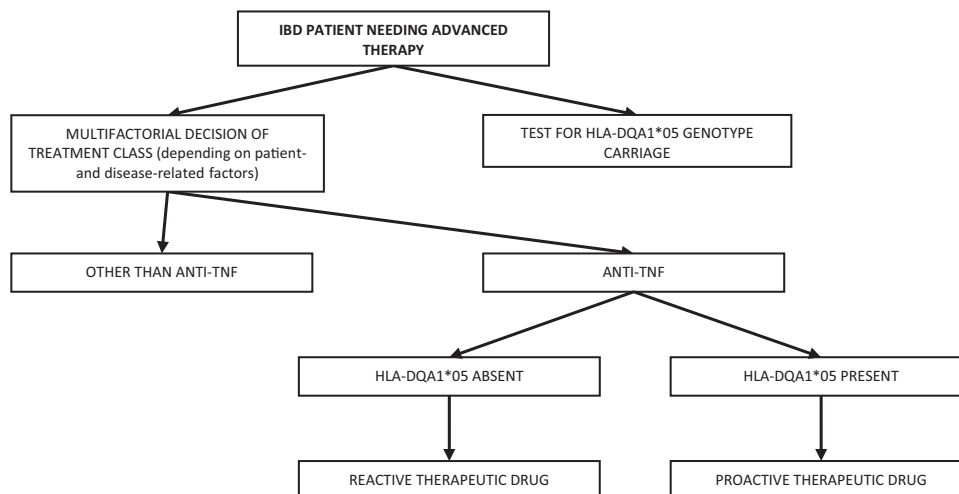 IBD PATIENT NEEDING ADVANCED
THERAPY
MULTIFACTORIAL DECISION OF
TREATMENT CLASS (depending on patient-
and disease-related factors)
TEST FOR HLA-DQA1*05 GENOTYPE
CARRIAGE
OTHER THAN ANTI-TNF
ANTI-TNF
HLA-DQA1*05 ABSENT
HLA-DQA1*05 PRESENT
REACTIVE THERAPEUTIC DRUG
PROACTIVE THERAPEUTIC DRUG